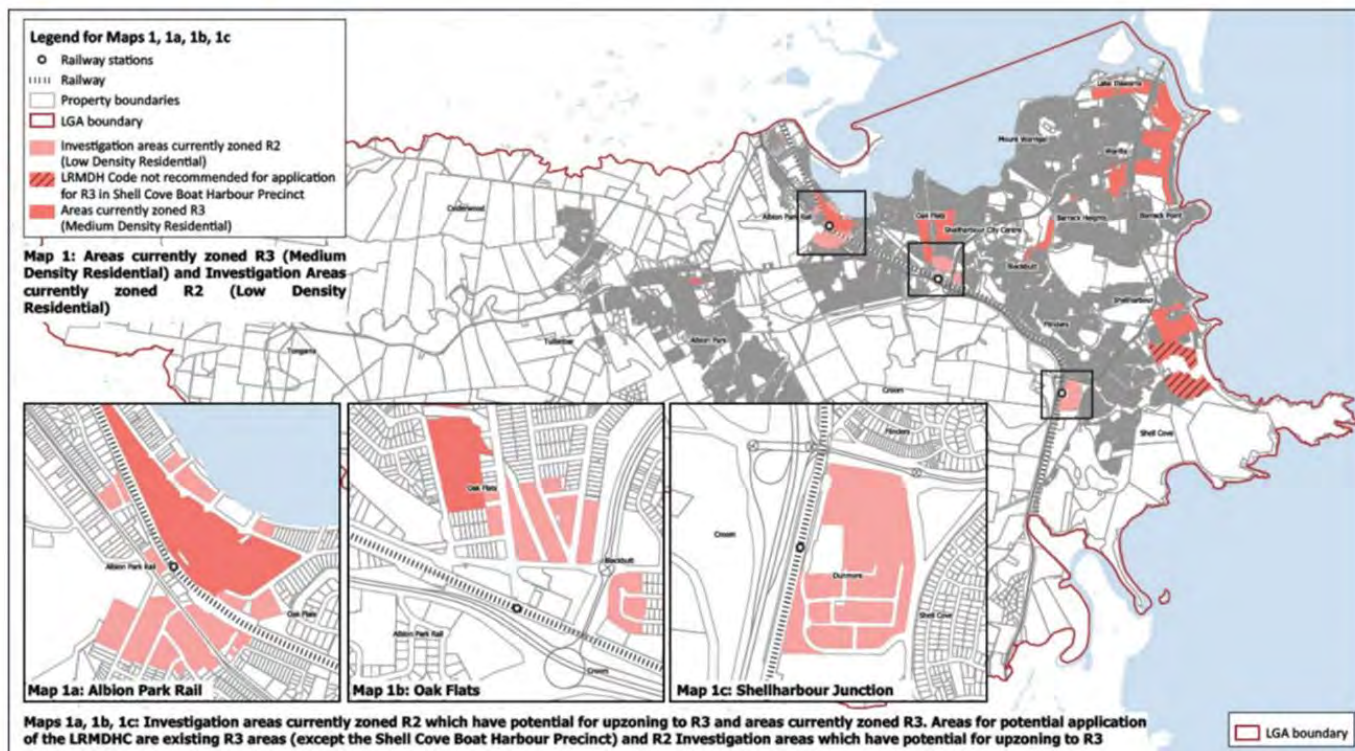 Legend for Maps 1, 1a, 1b, 1c
Railway stations
Railway
Property boundaries
LGA boundary
Investigation areas currently zoned R2
(Low Density Residential)
LRMDH Code not recommended for application
for R3 in Shell Cove Boat Harbour Precinct
Areas currently zoned R3
(Medium Density Residential)
Map 1: Areas currently zoned R3 (Medium
Density Residential) and Investigation Areas
currently zoned R2 (Low Density
Residential)
Lake Illawarra
Mount Warrigal
Warilla
Calderwood
Albion Park Rail
Oak Flats
Shellharbour City Centre
Barrack Heights
Barrack Point
Blackbutt
Shellharbour
Flinders
Tullimbar
Albion Park
Tongarra
Croom
Shell Cove
Albion Park Rail
Oak Flats
Map 1a: Albion Park Rail
Oak Flats
Blackbutt
Albion Park Rail
Croom
Map 1b: Oak Flats
Flinders
Croom
Dunmore
Shell Cove
Map 1c: Shellharbour Junction
Maps 1a, 1b, 1c: Investigation areas currently zoned R2 which have potential for upzoning to R3 and areas currently zoned R3. Areas for potential application
of the LRMDHC are existing R3 areas (except the Shell Cove Boat Harbour Precinct) and R2 Investigation areas which have potential for upzoning to R3
LGA boundary